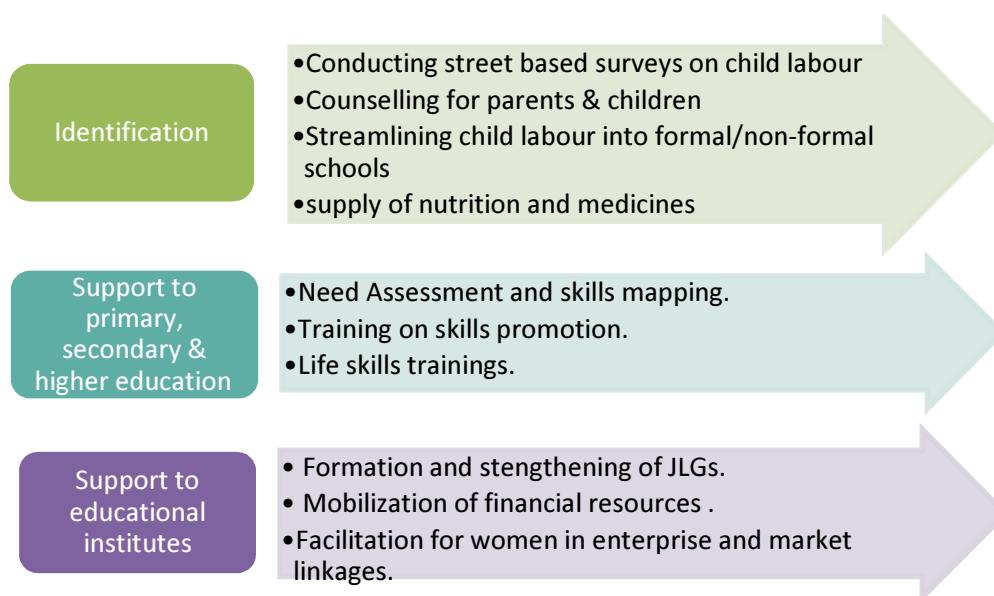 Identification
•Conducting street based surveys on child labour
•Counselling for parents & children
•Streamlining child labour into formal/non-formal
schools
•supply of nutrition and medicines
Support to
primary,
secondary &
higher education
•Need Assessment and skills mapping.
•Training on skills promotion.
•Life skills trainings.
Support to
educational
institutes
• Formation and stengthening of JLGs.
• Mobilization of financial resources .
•Facilitation for women in enterprise and market
linkages.